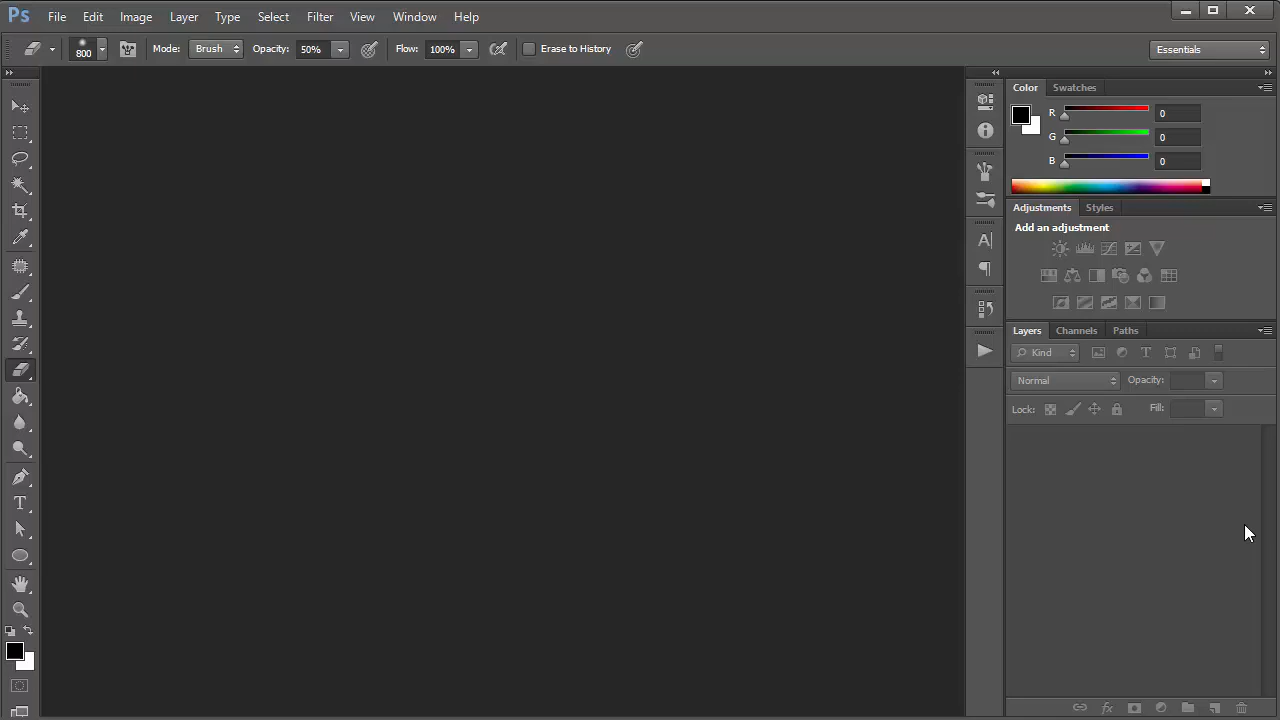 Ps File Edit Image Layer Type Select Filter View Window Help
800 Mode: Brush Opacity: 50% Flow: 100% Erase to History Essentials
Color Swatches
R 0
G 0
B 0
Adjustments Styles
Add an adjustment
Layers Channels Paths
Kind
Normal Opacity:
Lock: Fill: